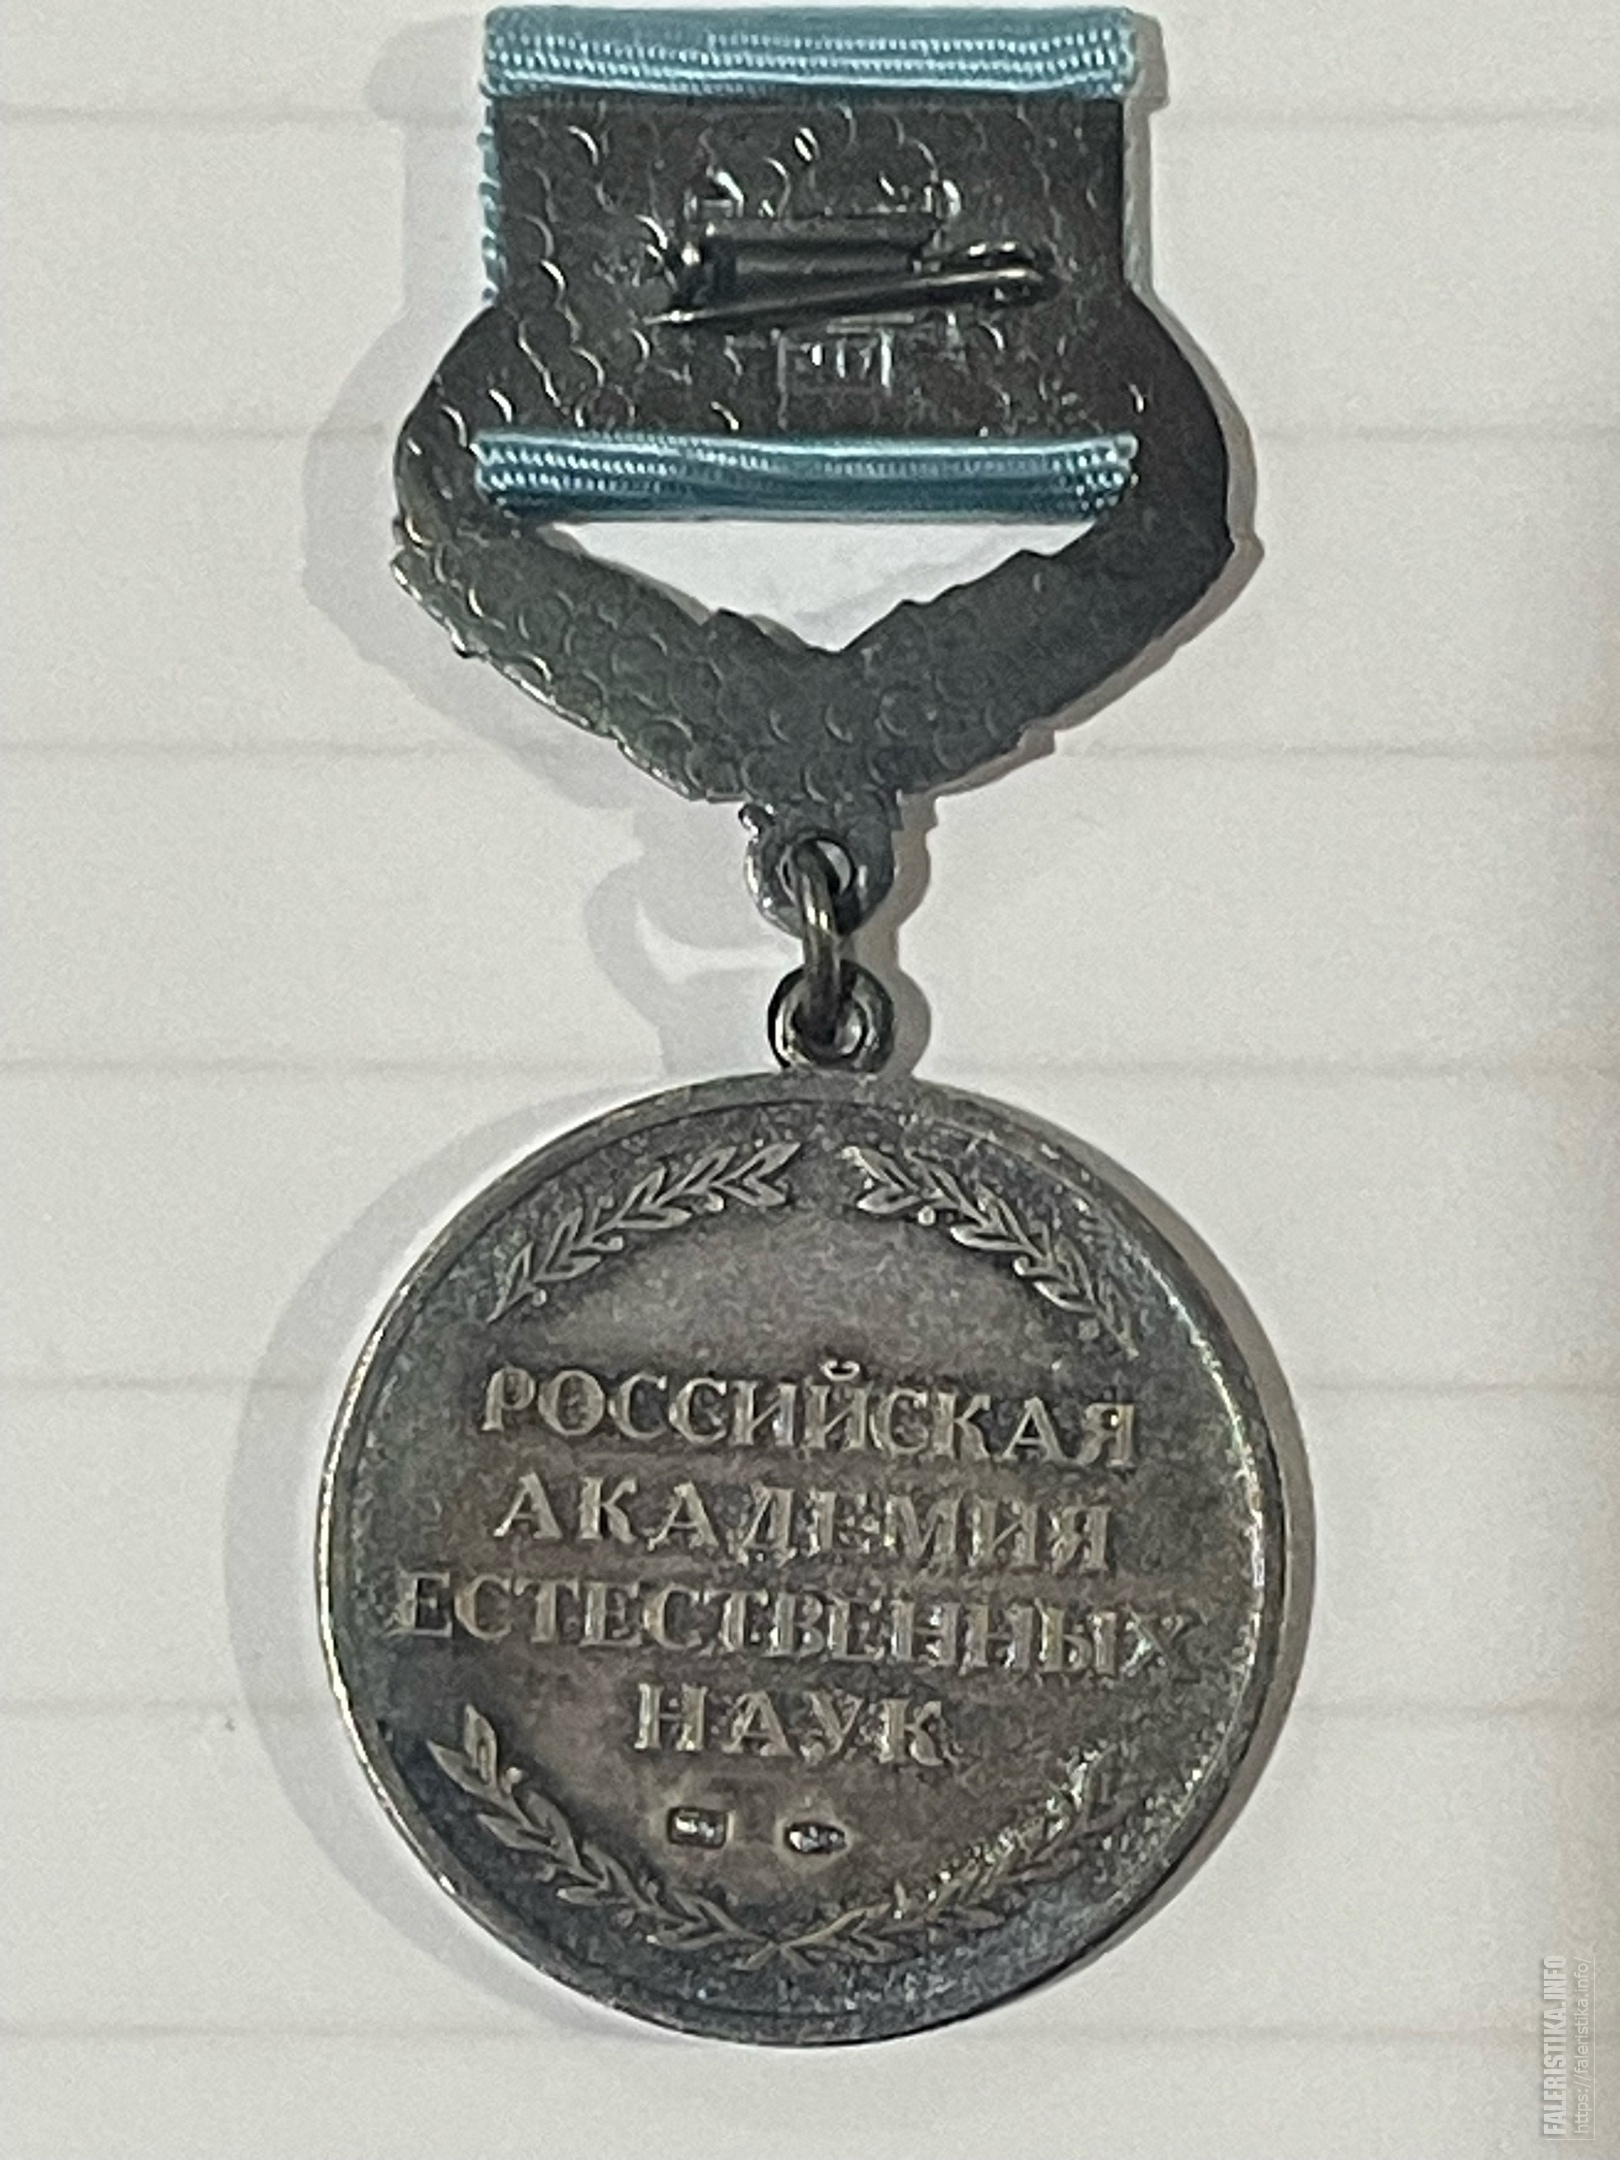 РОССИЙСКАЯ
АКАДЕМИЯ
ЕСТЕСТВЕННЫХ
НАУК
FALERISTIKA.INFO
https://faleristika.info/